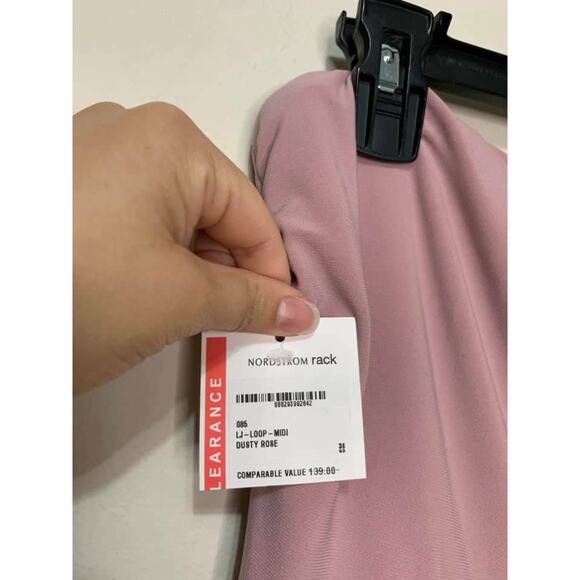 NORDSTROM rack
085
LJ-LOOP-MIDI
DUSTY ROSE
COMPARABLE VALUE 139.00
LEARANCE